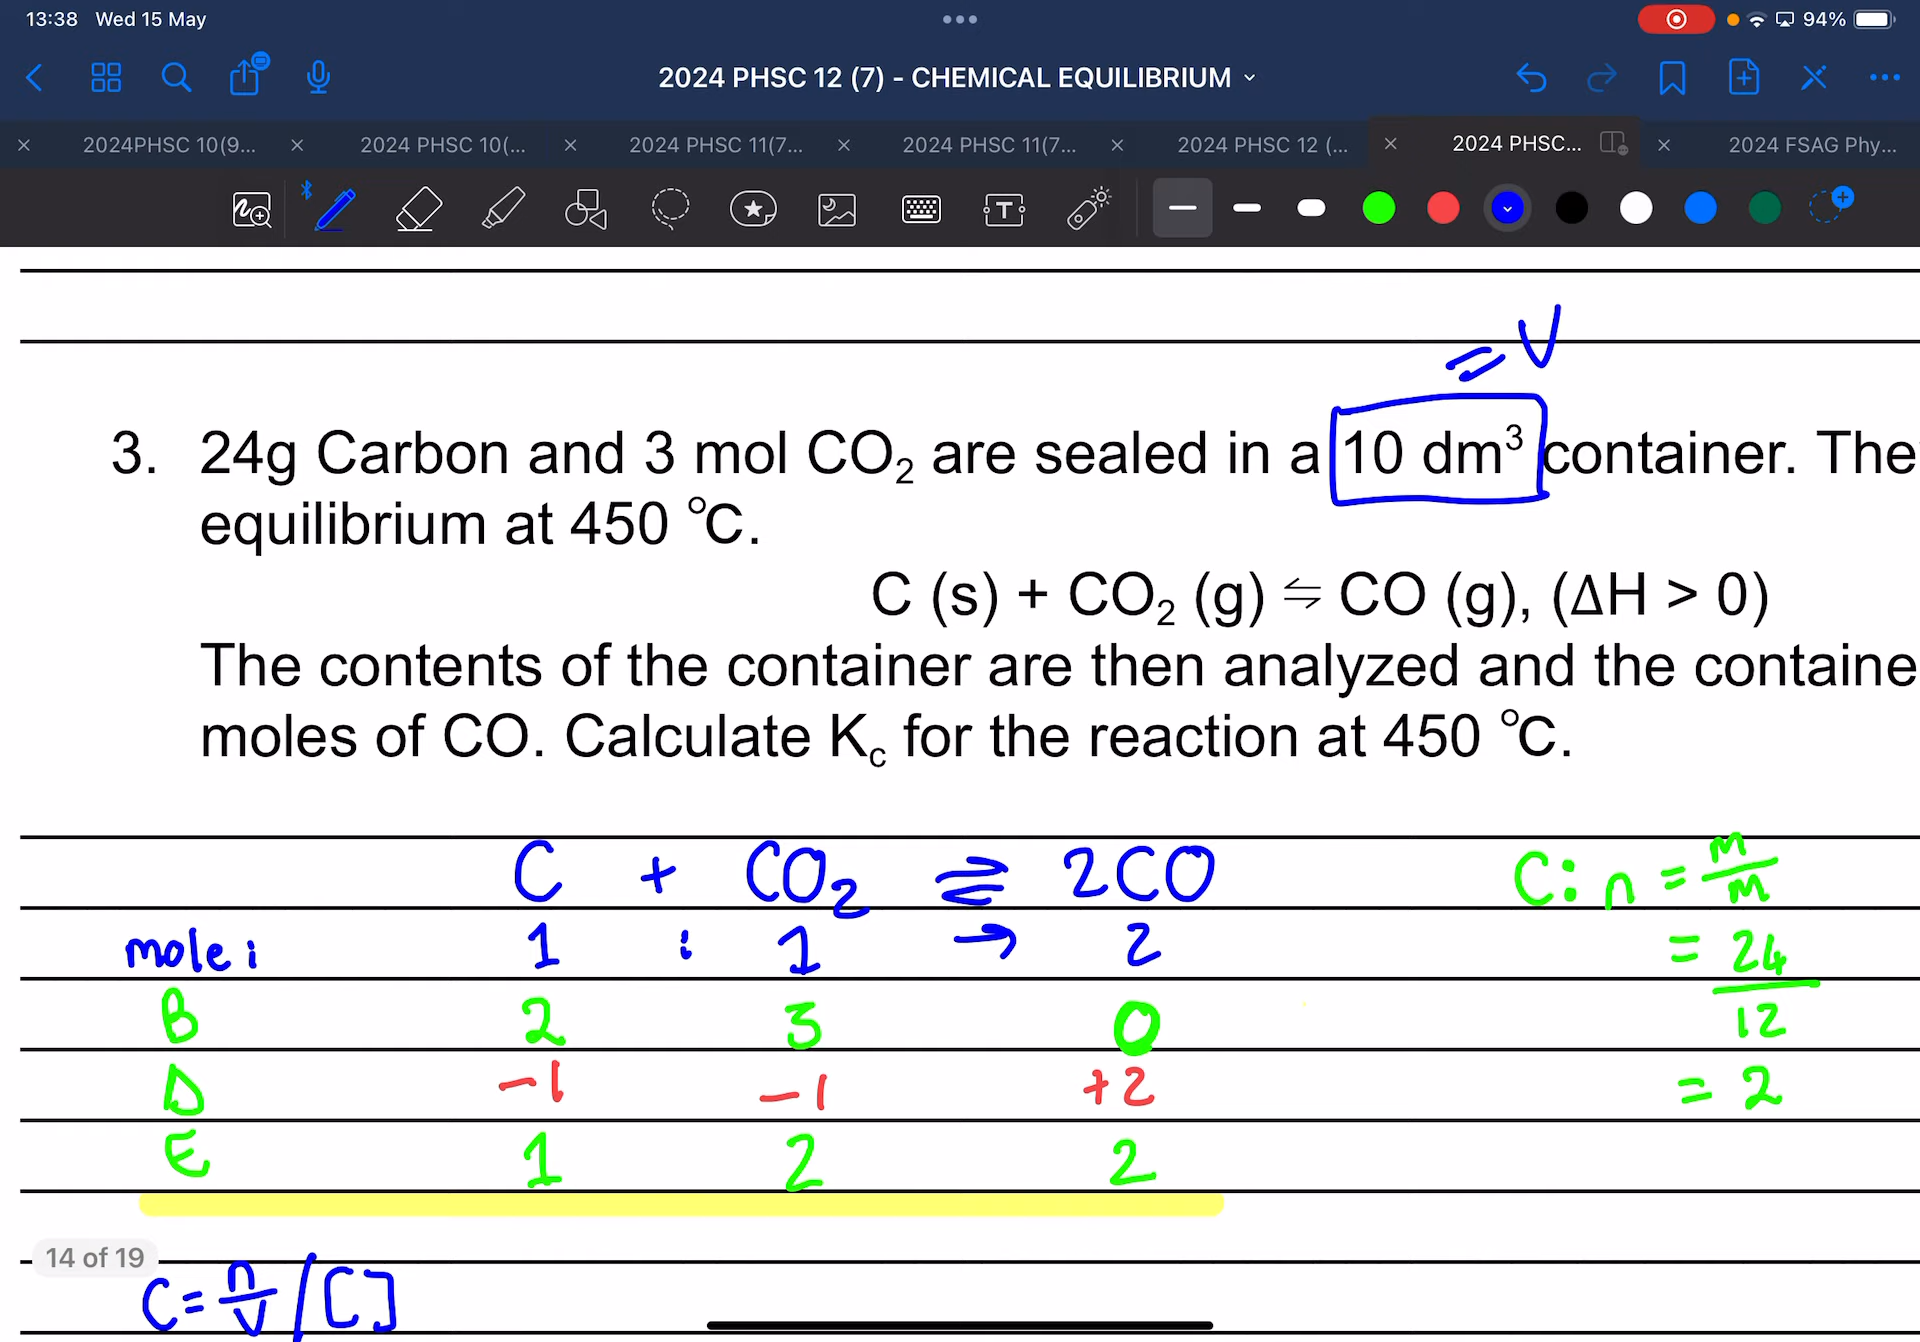 13:38 Wed 15 May
94%
2024 PHSC 12 (7) - CHEMICAL EQUILIBRIUM
2024PHSC 10(9... 2024 PHSC 10(... 2024 PHSC 11(7... 2024 PHSC 11(7... 2024 PHSC 12 (... 2024 PHSC... 2024 FSAG Phy...
= V
3. 24g Carbon and 3 mol CO₂ are sealed in a 10 dm³ container. The
equilibrium at 450 °C.
C (s) + CO₂ (g) ⇌ CO (g), (ΔH > 0)
The contents of the container are then analyzed and the containe
moles of CO. Calculate K꜀ for the reaction at 450 °C.
C + CO₂ ⇌ 2CO
mole: 1 : 1 → 2
B 2 3 0
Δ -1 -1 +2
E 1 2 2
C: n = m/M
= 24/12
= 2
14 of 19
C = n/V / [C]